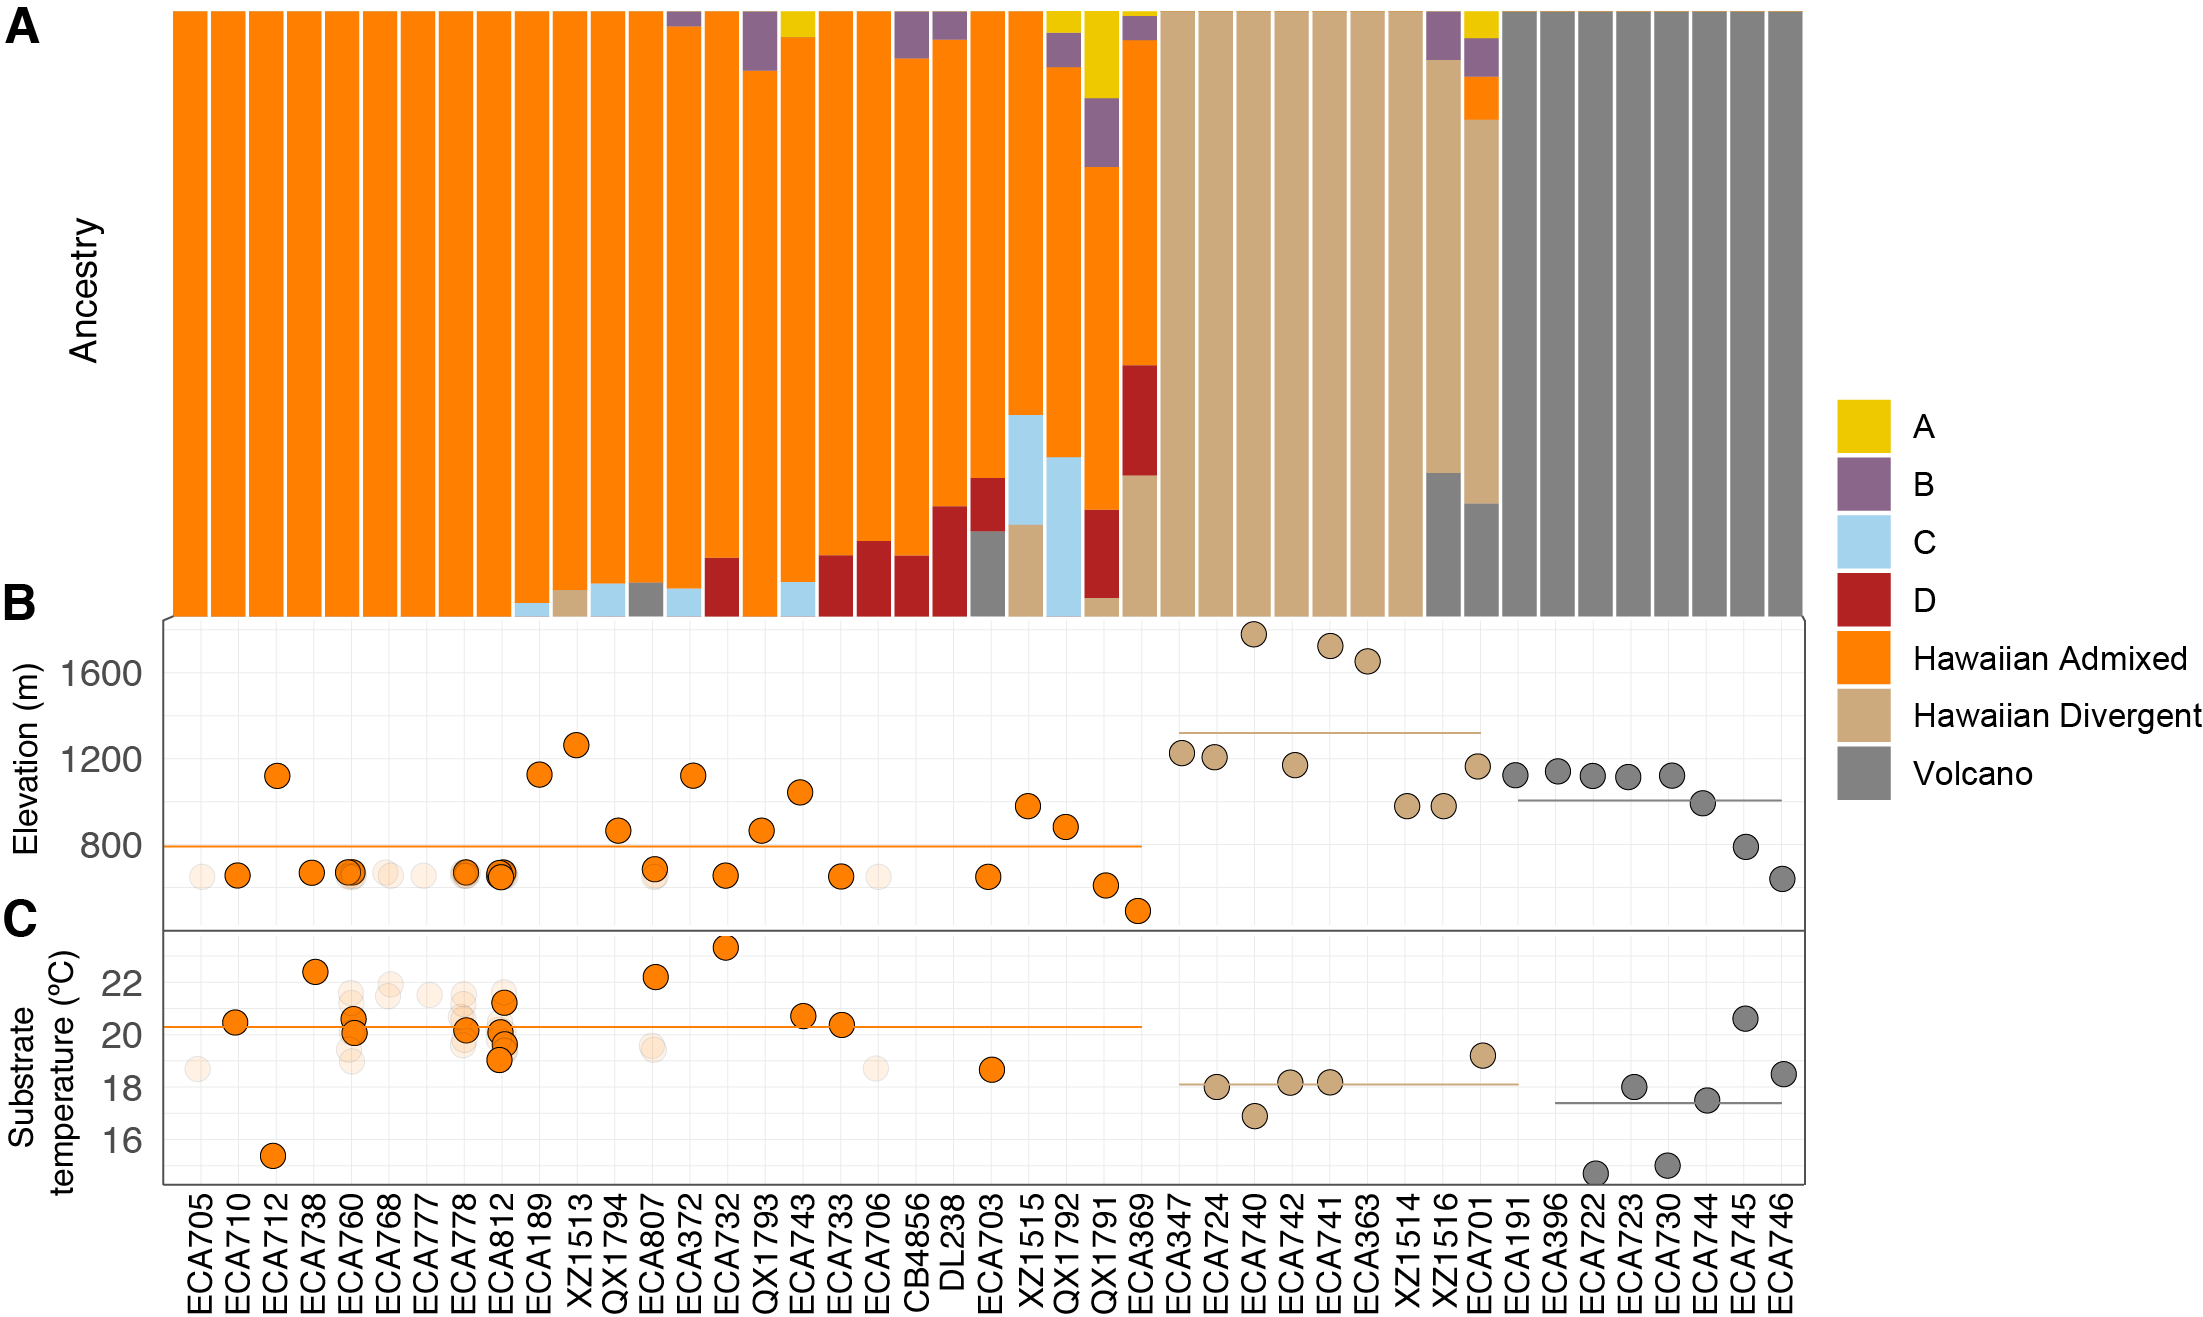 A
Ancestry
A
B
C
D
Hawaiian Admixed
Hawaiian Divergent
Volcano
B
Elevation (m)
1600
1200
800
C
Substrate
temperature (ºC)
22
20
18
16
ECA705
ECA710
ECA712
ECA738
ECA760
ECA768
ECA777
ECA778
ECA812
ECA189
XZ1513
QX1794
ECA807
ECA372
ECA732
QX1793
ECA743
ECA733
ECA706
CB4856
DL238
ECA703
XZ1515
QX1792
QX1791
ECA369
ECA347
ECA724
ECA740
ECA742
ECA741
ECA363
XZ1514
XZ1516
ECA701
ECA191
ECA396
ECA722
ECA723
ECA730
ECA744
ECA745
ECA746